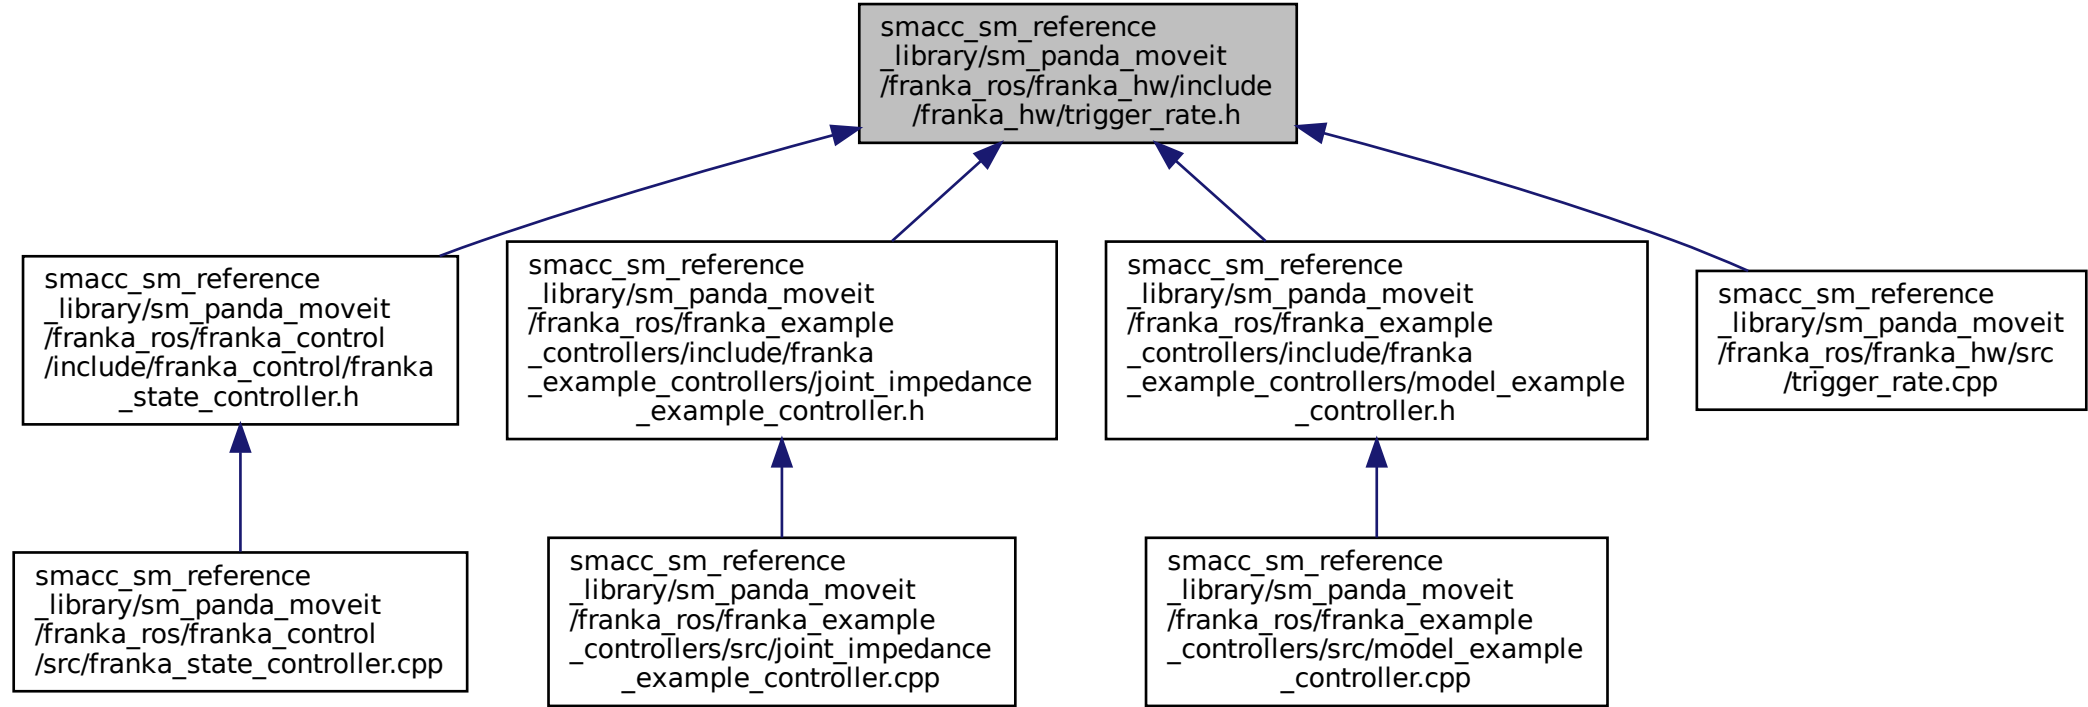 smacc_sm_reference
_library/sm_panda_moveit
/franka_ros/franka_hw/include
/franka_hw/trigger_rate.h
smacc_sm_reference
_library/sm_panda_moveit
/franka_ros/franka_control
/include/franka_control/franka
_state_controller.h
smacc_sm_reference
_library/sm_panda_moveit
/franka_ros/franka_example
_controllers/include/franka
_example_controllers/joint_impedance
_example_controller.h
smacc_sm_reference
_library/sm_panda_moveit
/franka_ros/franka_example
_controllers/include/franka
_example_controllers/model_example
_controller.h
smacc_sm_reference
_library/sm_panda_moveit
/franka_ros/franka_hw/src
/trigger_rate.cpp
smacc_sm_reference
_library/sm_panda_moveit
/franka_ros/franka_control
/src/franka_state_controller.cpp
smacc_sm_reference
_library/sm_panda_moveit
/franka_ros/franka_example
_controllers/src/joint_impedance
_example_controller.cpp
smacc_sm_reference
_library/sm_panda_moveit
/franka_ros/franka_example
_controllers/src/model_example
_controller.cpp